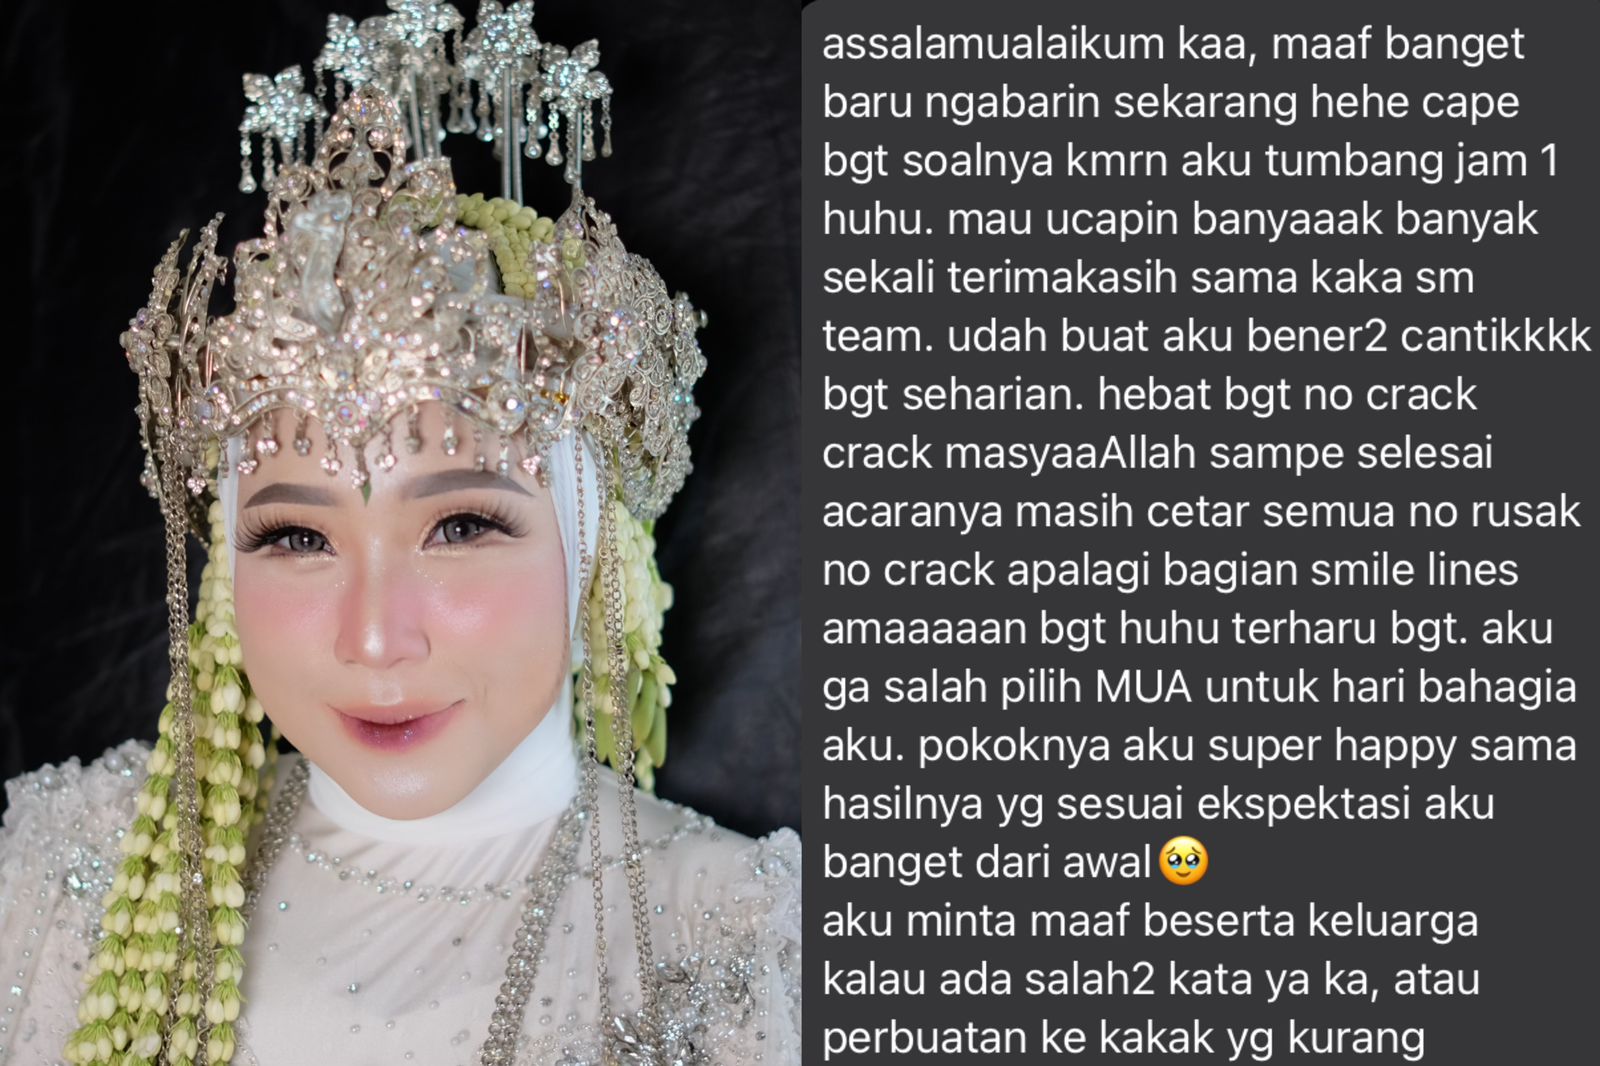 assalamualaikum kaa, maaf banget
baru ngabarin sekarang hehe cape
bgt soalnya kmrn aku tumbang jam 1
huhu. mau ucapin banyaaak banyak
sekali terimakasih sama kaka sm
team. udah buat aku bener2 cantikkkk
bgt seharian. hebat bgt no crack
crack masyaaAllah sampe selesai
acaranya masih cetar semua no rusak
no crack apalagi bagian smile lines
amaaaaan bgt huhu terharu bgt. aku
ga salah pilih MUA untuk hari bahagia
aku. pokoknya aku super happy sama
hasilnya yg sesuai ekspektasi aku
banget dari awal🥹
aku minta maaf beserta keluarga
kalau ada salah2 kata ya ka, atau
perbuatan ke kakak yg kurang